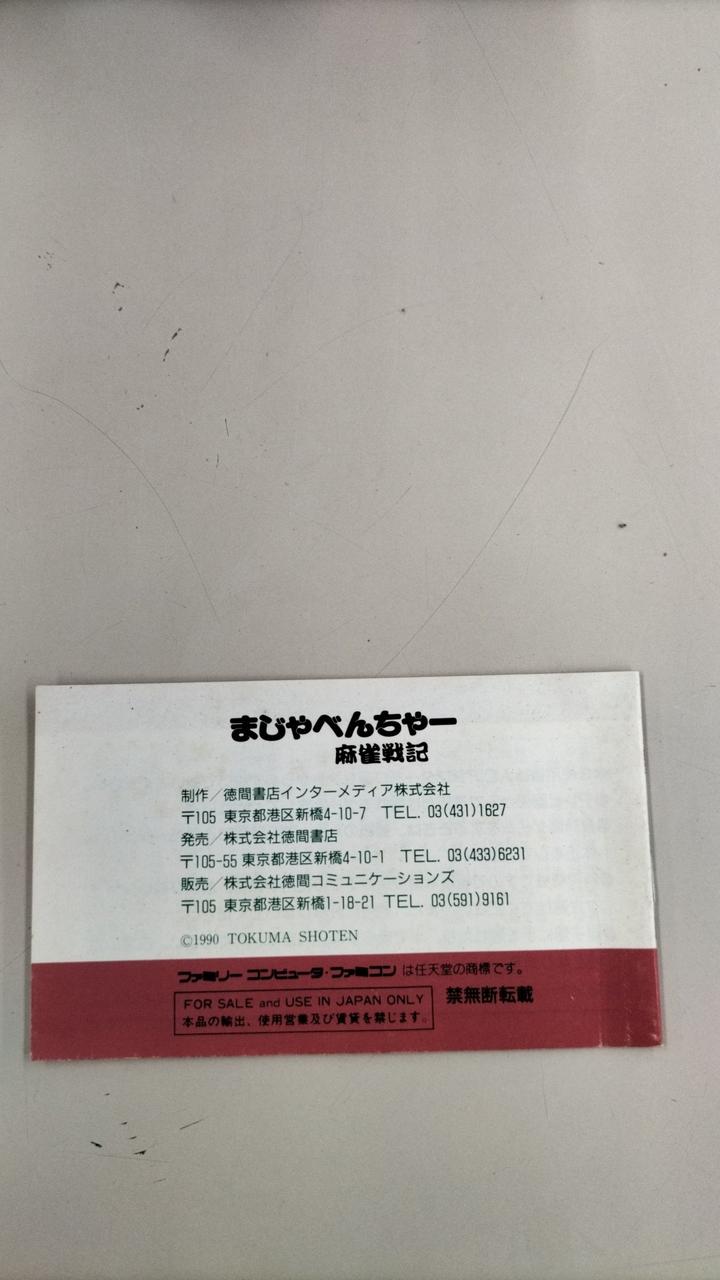 まじゃべんちゃー
麻雀戦記
制作／徳間書店インターメディア株式会社
〒105 東京都港区新橋4-10-7 TEL. 03(431)1627
発売／株式会社徳間書店
〒105-55 東京都港区新橋4-10-1 TEL. 03(433)6231
販売／株式会社徳間コミュニケーションズ
〒105 東京都港区新橋1-18-21 TEL. 03(591)9161
©1990 TOKUMA SHOTEN
ファミリー コンピュータ・ファミコン は任天堂の商標です。
FOR SALE and USE IN JAPAN ONLY
本品の輸出、使用営業及び賃貸を禁じます。
禁無断転載